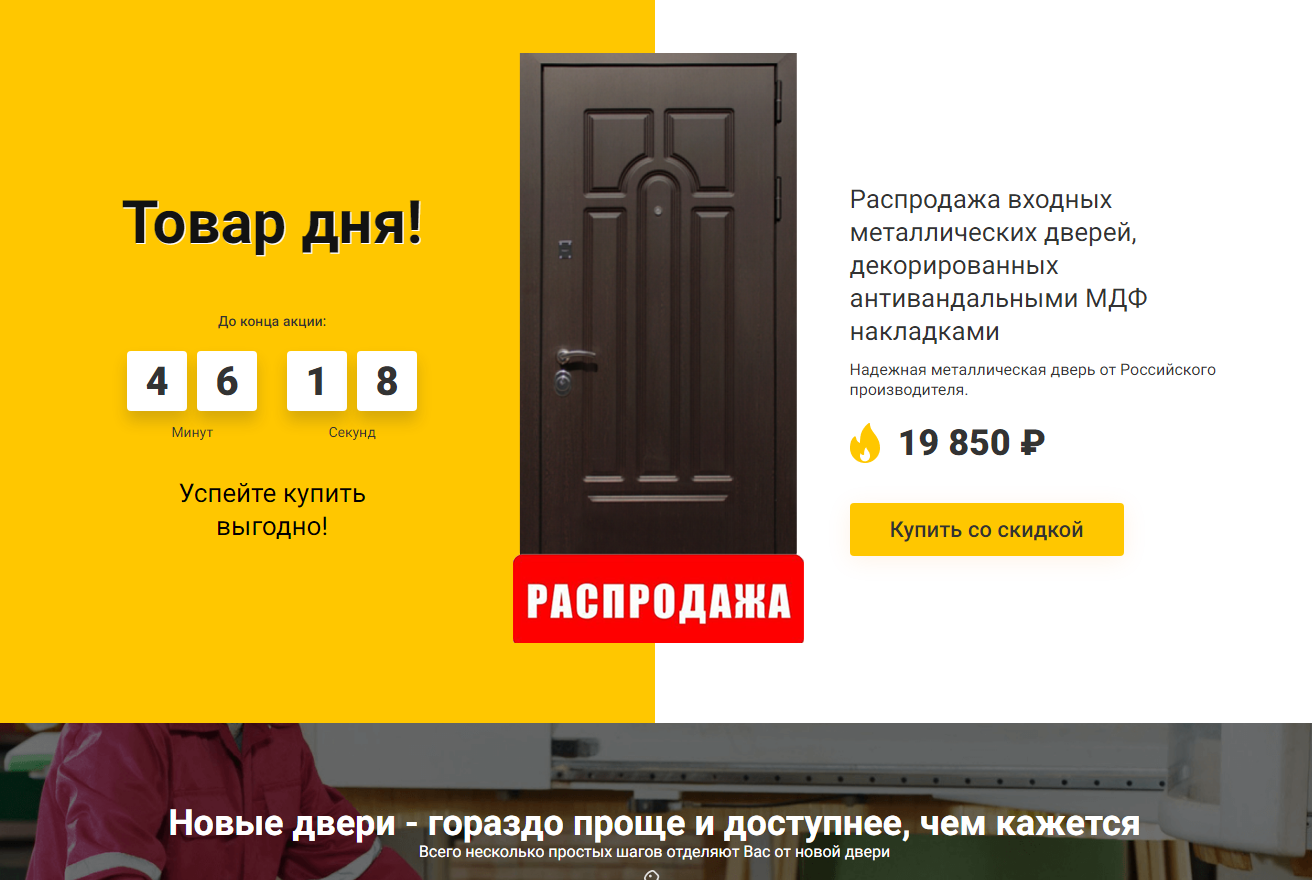 Товар дня!
До конца акции:
4 6 1 8
Минут Секунд
Успейте купить
выгодно!
РАСПРОДАЖА
Распродажа входных
металлических дверей,
декорированных
антивандальными МДФ
накладками
Надежная металлическая дверь от Российского
производителя.
19 850 ₽
Купить со скидкой
Новые двери - гораздо проще и доступнее, чем кажется
Всего несколько простых шагов отделяют Вас от новой двери